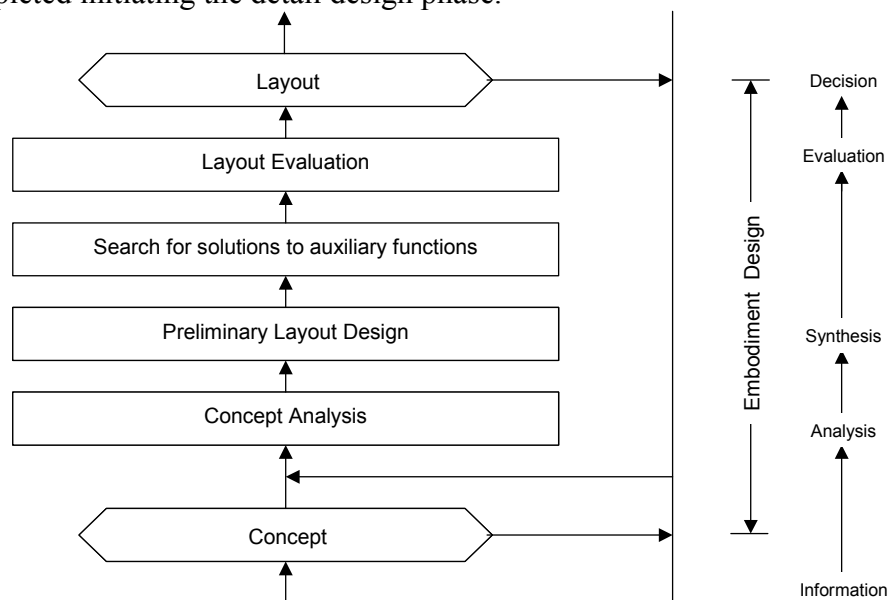 initiating the detail design phase.
Layout
Decision
Layout Evaluation
Evaluation
Search for solutions to auxiliary functions
Embodiment Design
Preliminary Layout Design
Synthesis
Concept Analysis
Analysis
Concept
Information